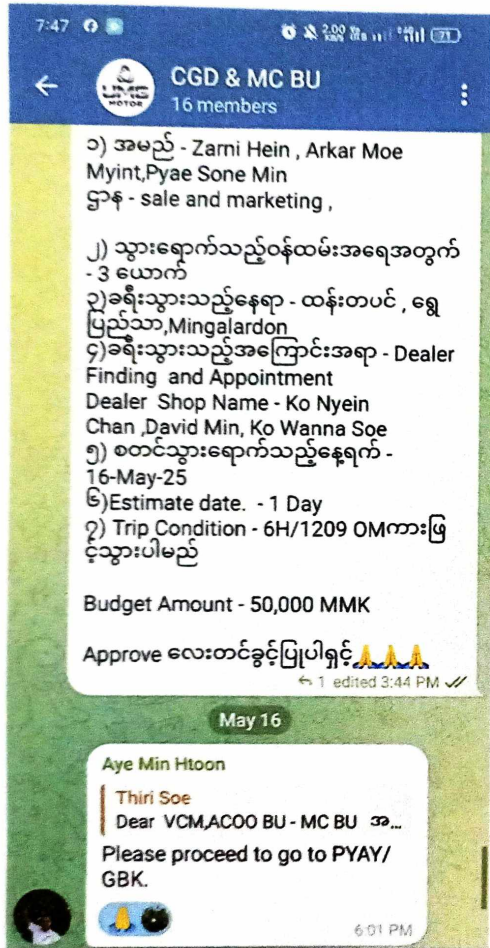 7:47
2.00
71
UMG
MOTOR
CGD & MC BU
16 members
၁) အမည် - Zarni Hein , Arkar Moe
Myint,Pyae Sone Min
ဌာန - sale and marketing ,
၂) သွားရောက်သည့်ဝန်ထမ်းအရေအတွက်
- 3 ယောက်
၃)ခရီးသွားသည့်နေရာ - ထန်းတပင် , ရွှေ
ပြည်သာ,Mingalardon
၄)ခရီးသွားသည့်အကြောင်းအရာ - Dealer
Finding and Appointment
Dealer Shop Name - Ko Nyein
Chan ,David Min, Ko Wanna Soe
၅) စတင်သွားရောက်သည့်နေ့ရက် -
16-May-25
၆)Estimate date. - 1 Day
၇) Trip Condition - 6H/1209 OMကားဖြ
င့်သွားပါမည်
Budget Amount - 50,000 MMK
Approve လေးတင်ခွင့်ပြုပါရှင့်🙏🙏🙏
1 edited 3:44 PM
May 16
Aye Min Htoon
Thiri Soe
Dear VCM,ACOO BU - MC BU အ...
Please proceed to go to PYAY/
GBK.
6:01 PM